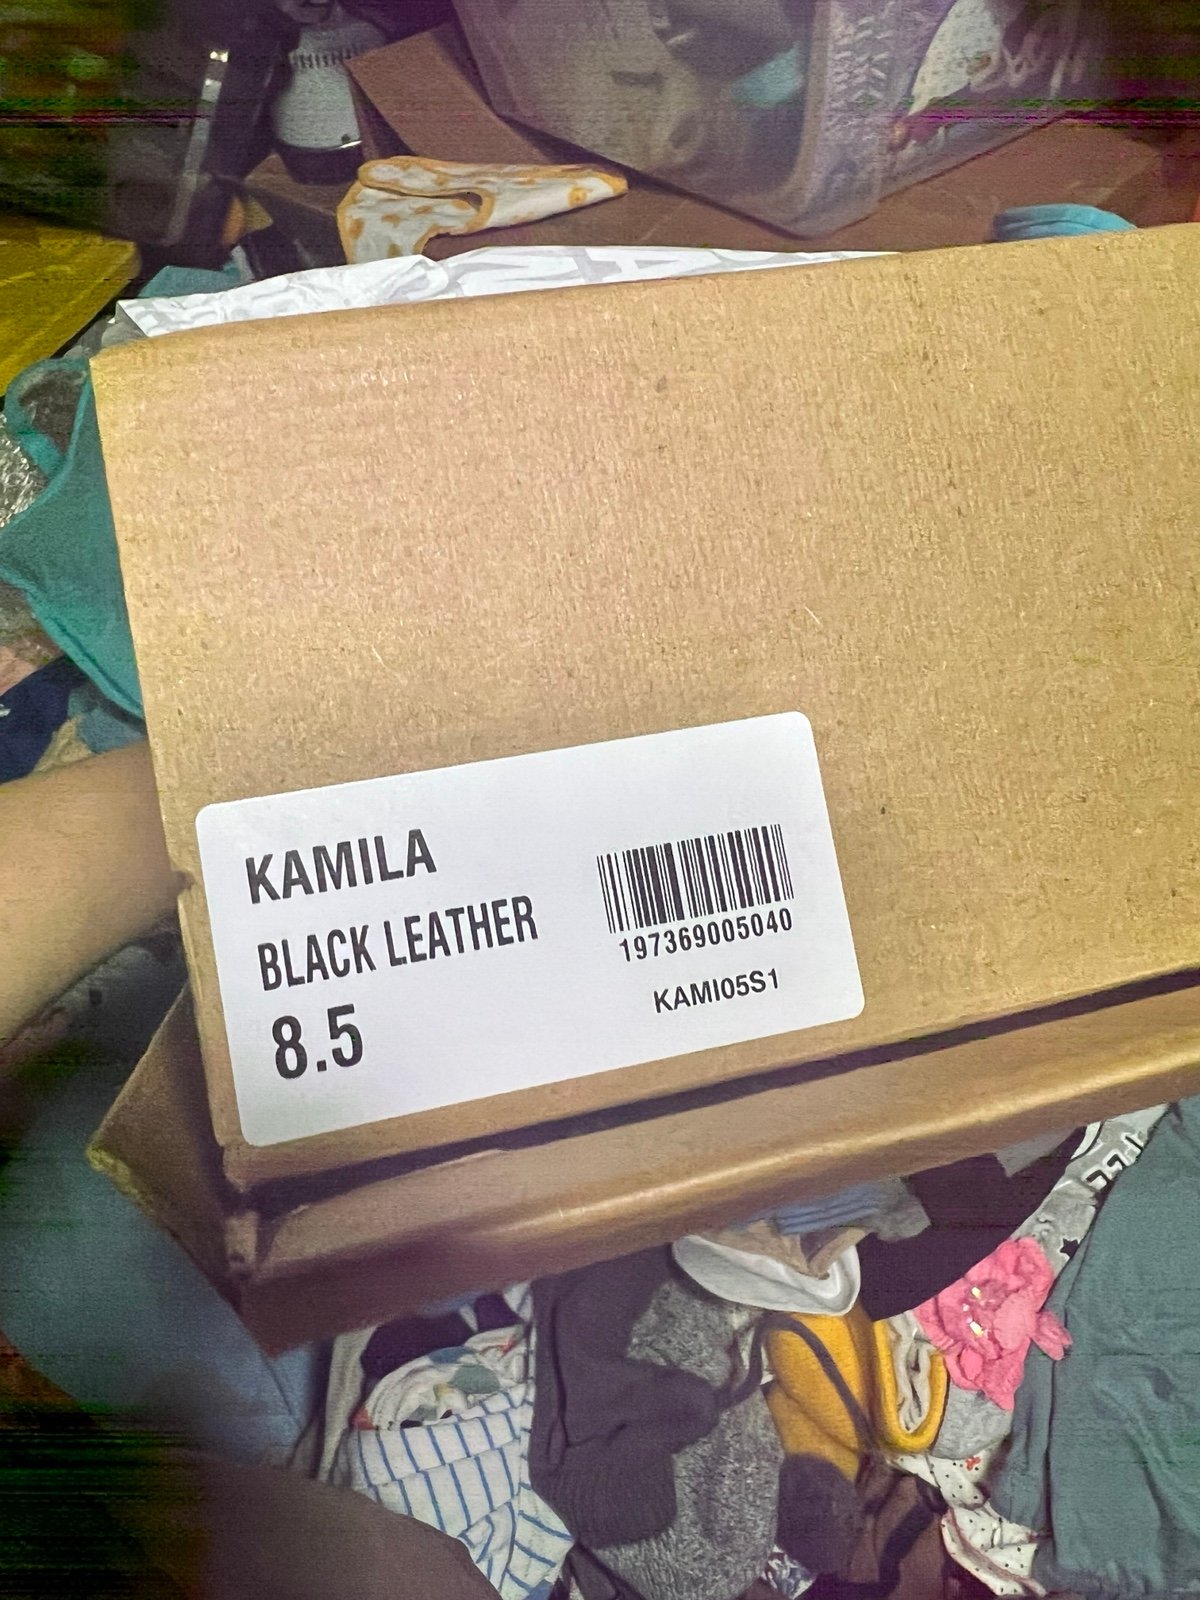 KAMILA
BLACK LEATHER
8.5
197369005040
KAMI05S1